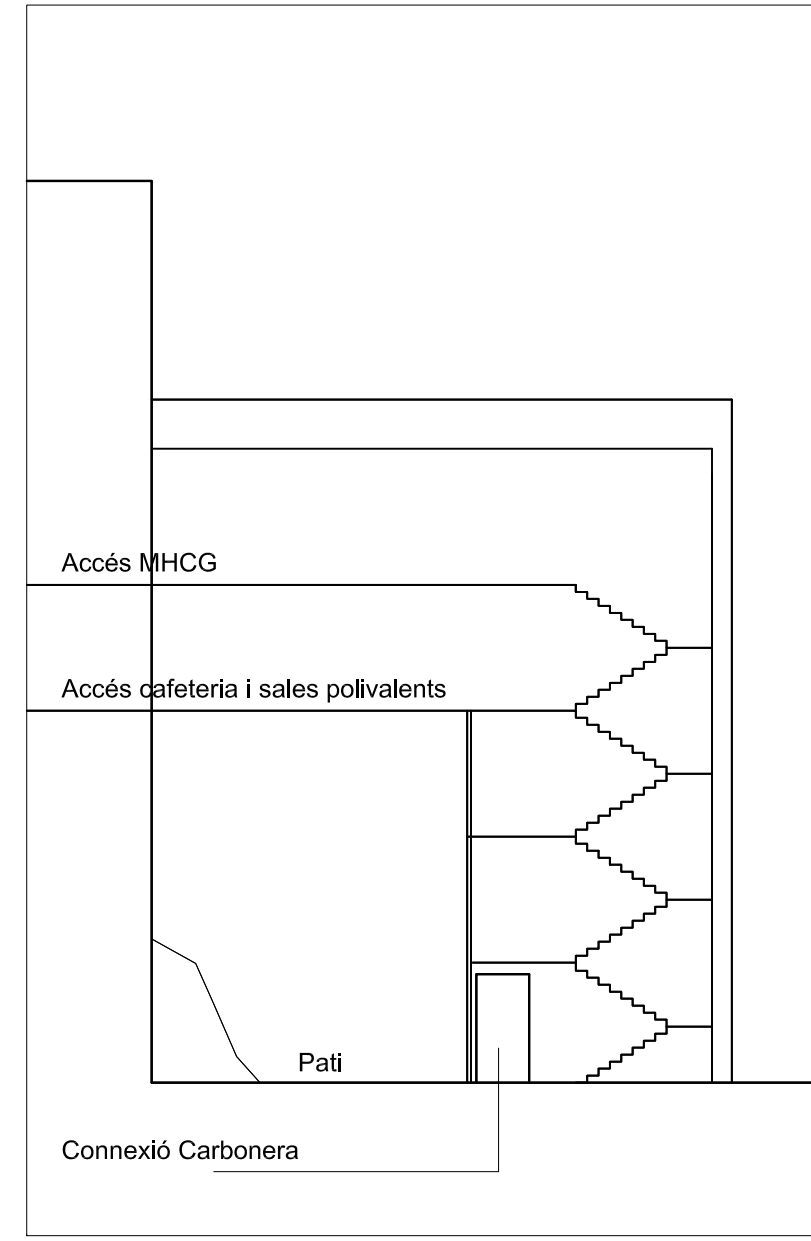 Accés MHCG
Accés cafeteria i sales polivalents
Pati
Connexió Carbonera